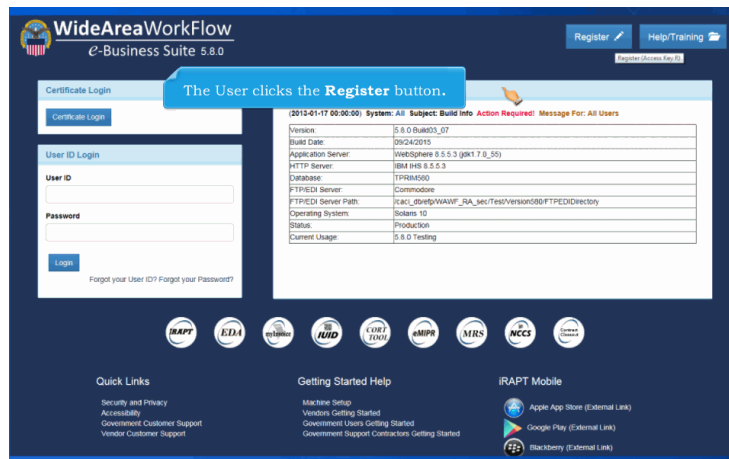 WideAreaWorkFlow
e-Business Suite 5.8.0
Register
Help/Training
Register (Access Key R)
Certificate Login
The User clicks the Register button.
Certificate Login
(2013-01-17 00:00:00) System: All Subject: Build Info Action Required! Message For: All Users
Version: 5.8.0 Build03_07
Build Date: 09/24/2015
Application Server: WebSphere 8.5.5.3 (jdk1.7.0_55)
HTTP Server: IBM IHS 8.5.5.3
Database: TPRIM580
FTP/EDI Server: Commodore
FTP/EDI Server Path: /caci_db/efp/WAWF_RA_sec/Test/Version580/FTPEDIDirectory
Operating System: Solaris 10
Status: Production
Current Usage: 5.8.0 Testing
User ID Login
User ID
Password
Login
Forgot your User ID? Forgot your Password?
IRAPT
EDA
myInvoice
IUID
CORT TOOL
eMIPR
MRS
NCCS
Contract Closeout
Quick Links
Security and Privacy
Accessibility
Government Customer Support
Vendor Customer Support
Getting Started Help
Machine Setup
Vendors Getting Started
Government Users Getting Started
Government Support Contractors Getting Started
iRAPT Mobile
Apple App Store (External Link)
Google Play (External Link)
Blackberry (External Link)